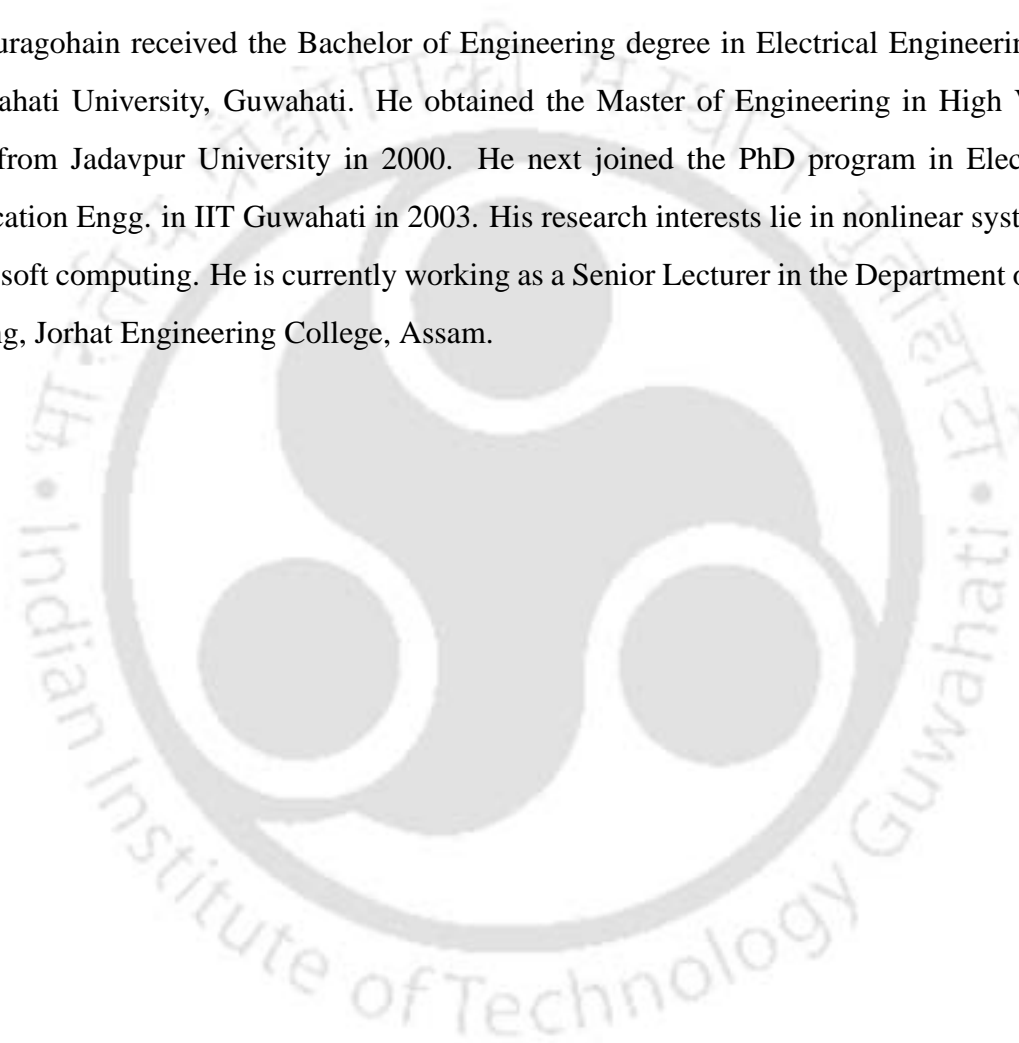 uragohain received the Bachelor of Engineering degree in Electrical Engineerin
ahati University, Guwahati. He obtained the Master of Engineering in High
from Jadavpur University in 2000. He next joined the PhD program in Elec
cation Engg. in IIT Guwahati in 2003. His research interests lie in nonlinear syst
soft computing. He is currently working as a Senior Lecturer in the Department o
ng, Jorhat Engineering College, Assam.
Indian Institute of Technology Guwahati